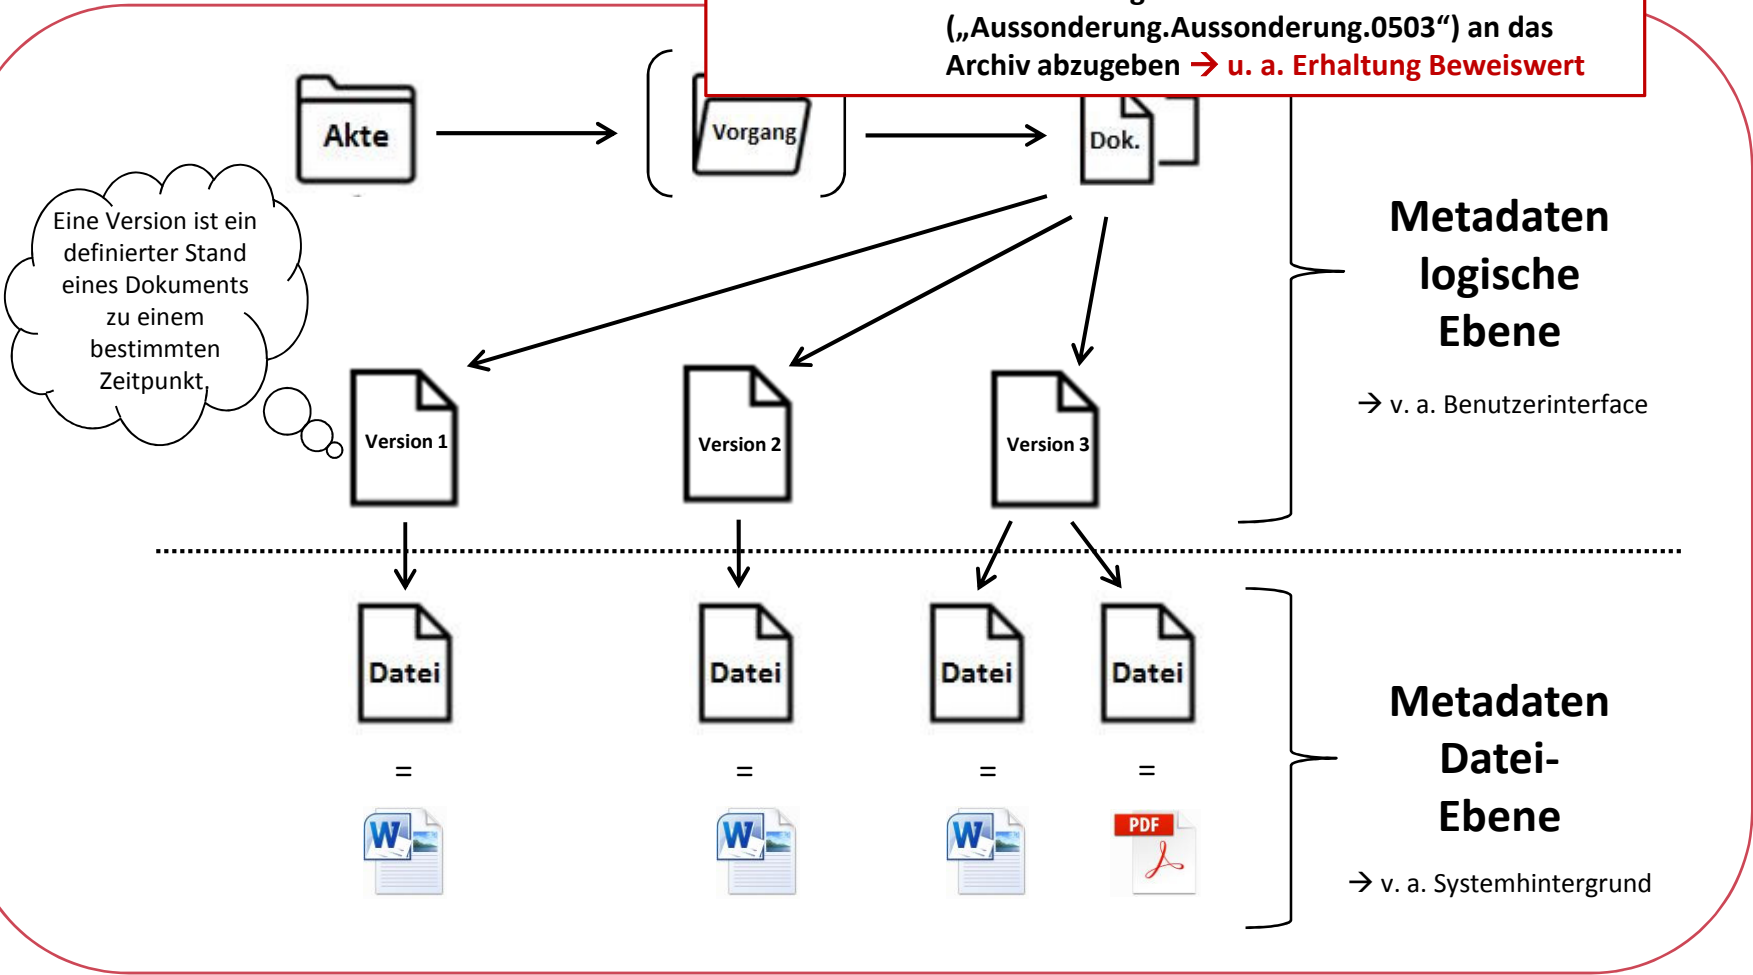 („Aussonderung.Aussonderung.0503“) an das
Archiv abzugeben → u. a. Erhaltung Beweiswert
Akte
Vorgang
Dok.
Eine Version ist ein
definierter Stand
eines Dokuments
zu einem
bestimmten
Zeitpunkt.
Metadaten
logische
Ebene
→ v. a. Benutzerinterface
Version 1
Version 2
Version 3
Datei
Datei
Datei
Datei
=
=
=
=
W
W
W
PDF
Metadaten
Datei-
Ebene
→ v. a. Systemhintergrund